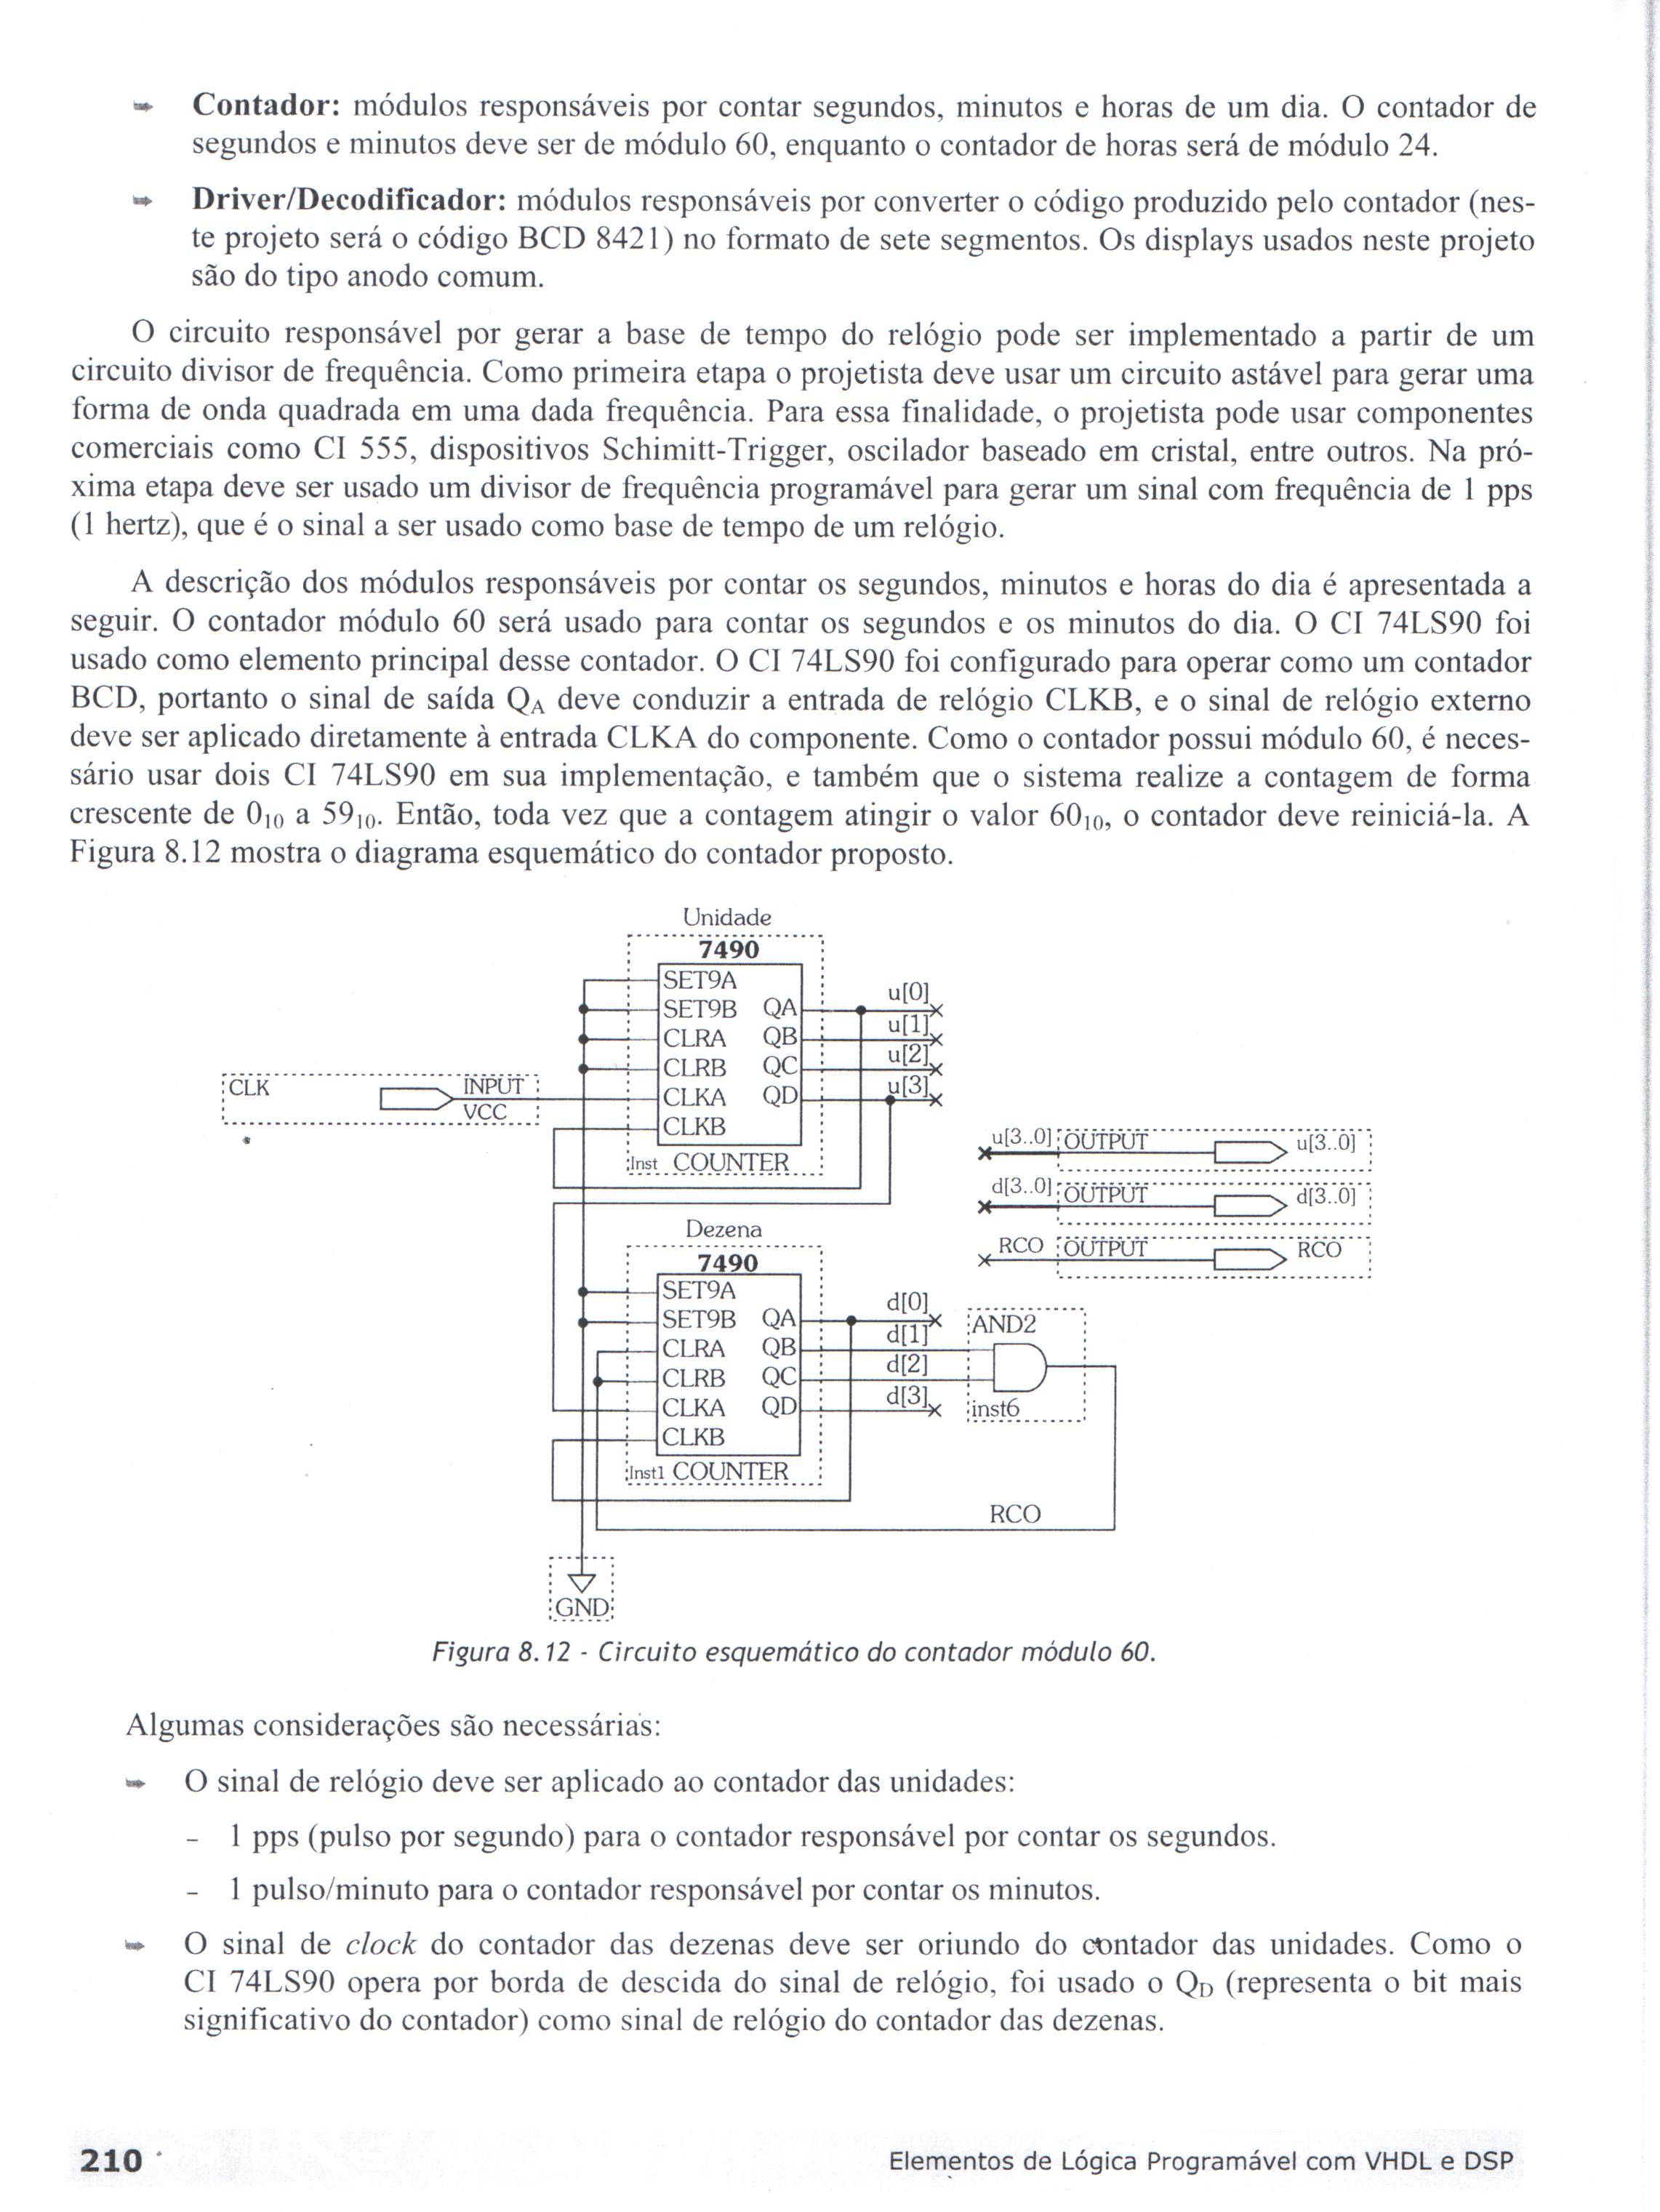 Contador: módulos responsáveis por contar segundos, minutos e horas de um dia. O contador de
segundos e minutos deve ser de módulo 60, enquanto o contador de horas será de módulo 24.
Driver/Decodificador: módulos responsáveis por converter o código produzido pelo contador (nes-
te projeto será o código BCD 8421) no formato de sete segmentos. Os displays usados neste projeto
são do tipo anodo comum.
O circuito responsável por gerar a base de tempo do relógio pode ser implementado a partir de um
circuito divisor de frequência. Como primeira etapa o projetista deve usar um circuito astável para gerar uma
forma de onda quadrada em uma dada frequência. Para essa finalidade, o projetista pode usar componentes
comerciais como CI 555, dispositivos Schimitt-Trigger, oscilador baseado em cristal, entre outros. Na pró-
xima etapa deve ser usado um divisor de frequência programável para gerar um sinal com frequência de 1 pps
(1 hertz), que é o sinal a ser usado como base de tempo de um relógio.
A descrição dos módulos responsáveis por contar os segundos, minutos e horas do dia é apresentada a
seguir. O contador módulo 60 será usado para contar os segundos e os minutos do dia. O CI 74LS90 foi
usado como elemento principal desse contador. O CI 74LS90 foi configurado para operar como um contador
BCD, portanto o sinal de saída QA deve conduzir a entrada de relógio CLKB, e o sinal de relógio externo
deve ser aplicado diretamente à entrada CLKA do componente. Como o contador possui módulo 60, é neces-
sário usar dois CI 74LS90 em sua implementação, e também que o sistema realize a contagem de forma
crescente de 0₁₀ a 59₁₀. Então, toda vez que a contagem atingir o valor 60₁₀, o contador deve reiniciá-la. A
Figura 8.12 mostra o diagrama esquemático do contador proposto.
Unidade
7490
SET9A
SET9B QA u[0]
CLRA QB u[1]
CLRB QC u[2]
CLKA QD u[3]
CLKB
Inst COUNTER
CLK INPUT
VCC
u[3..0] OUTPUT u[3..0]
d[3..0] OUTPUT d[3..0]
RCO OUTPUT RCO
Dezena
7490
SET9A
SET9B QA d[0]
CLRA QB d[1]
CLRB QC d[2]
CLKA QD d[3]
CLKB
Inst1 COUNTER
AND2
inst6
RCO
GND
Figura 8.12 - Circuito esquemático do contador módulo 60.
Algumas considerações são necessárias:
O sinal de relógio deve ser aplicado ao contador das unidades:
- 1 pps (pulso por segundo) para o contador responsável por contar os segundos.
- 1 pulso/minuto para o contador responsável por contar os minutos.
O sinal de clock do contador das dezenas deve ser oriundo do contador das unidades. Como o
CI 74LS90 opera por borda de descida do sinal de relógio, foi usado o QD (representa o bit mais
significativo do contador) como sinal de relógio do contador das dezenas.
210
Elementos de Lógica Programável com VHDL e DSP